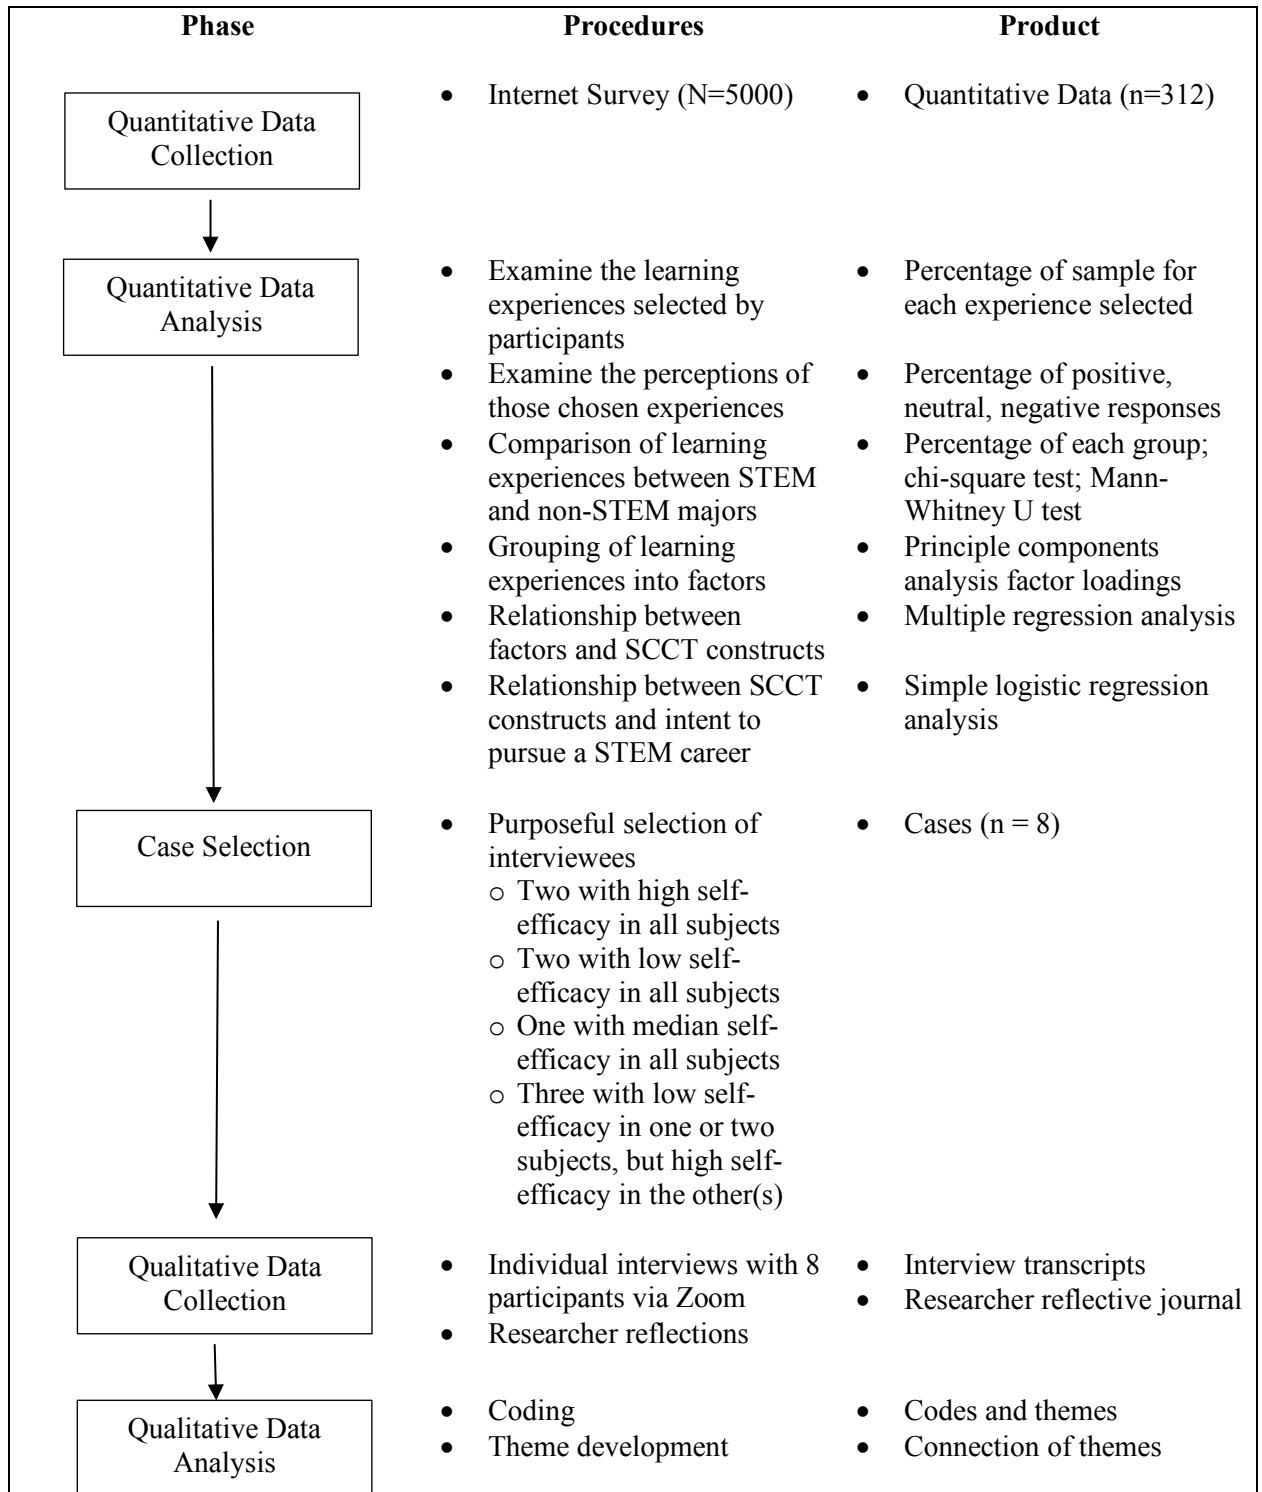 Phase Procedures Product
Quantitative Data
Collection
• Internet Survey (N=5000)
• Quantitative Data (n=312)
Quantitative Data
Analysis
• Examine the learning
experiences selected by
participants
• Percentage of sample for
each experience selected
• Examine the perceptions of
those chosen experiences
• Percentage of positive,
neutral, negative responses
• Comparison of learning
experiences between STEM
and non-STEM majors
• Percentage of each group;
chi-square test; Mann-
Whitney U test
• Grouping of learning
experiences into factors
• Principle components
analysis factor loadings
• Relationship between
factors and SCCT constructs
• Multiple regression analysis
• Relationship between SCCT
constructs and intent to
pursue a STEM career
• Simple logistic regression
analysis
Case Selection
• Purposeful selection of
interviewees
o Two with high self-
efficacy in all subjects
o Two with low self-
efficacy in all subjects
o One with median self-
efficacy in all subjects
o Three with low self-
efficacy in one or two
subjects, but high self-
efficacy in the other(s)
• Cases (n = 8)
Qualitative Data
Collection
• Individual interviews with 8
participants via Zoom
• Researcher reflections
• Interview transcripts
• Researcher reflective journal
Qualitative Data
Analysis
• Coding
• Theme development
• Codes and themes
• Connection of themes